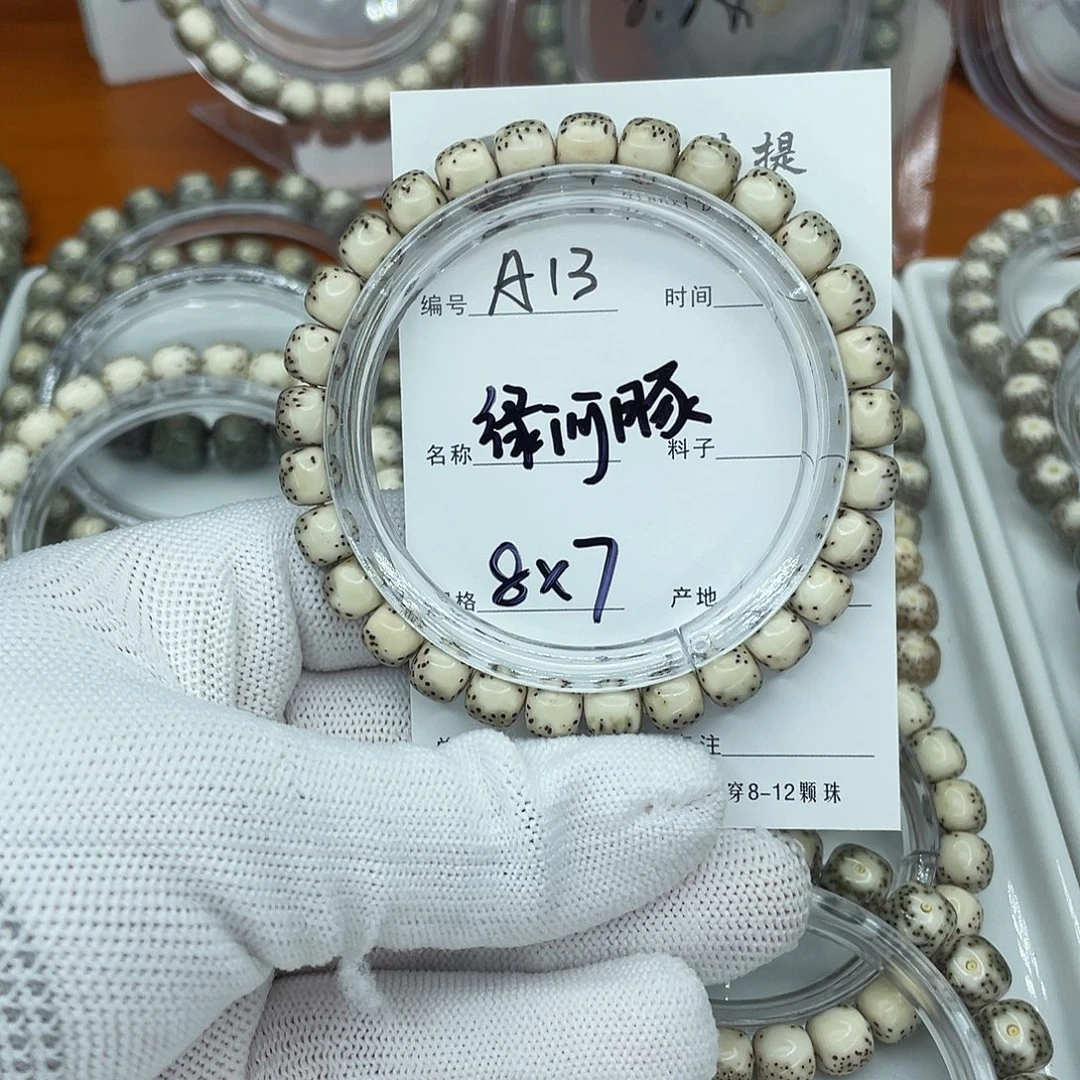 提
编号 A13 时间
名称 绿河豚 料子
格 8x7 产地
注
穿8-12颗珠